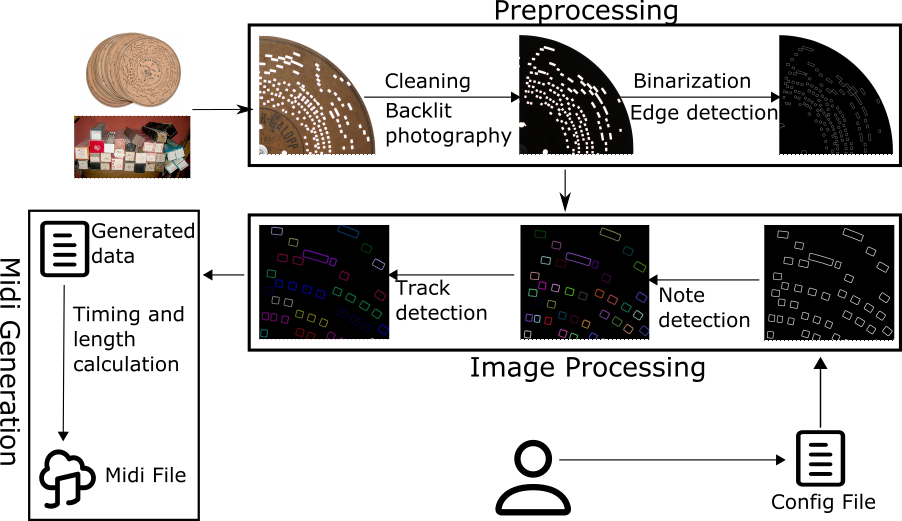 Preprocessing
Cleaning
Backlit
photography
Binarization
Edge detection
Generated
data
Timing and
length
calculation
Midi File
Midi Generation
Track
detection
Note
detection
Image Processing
Config File